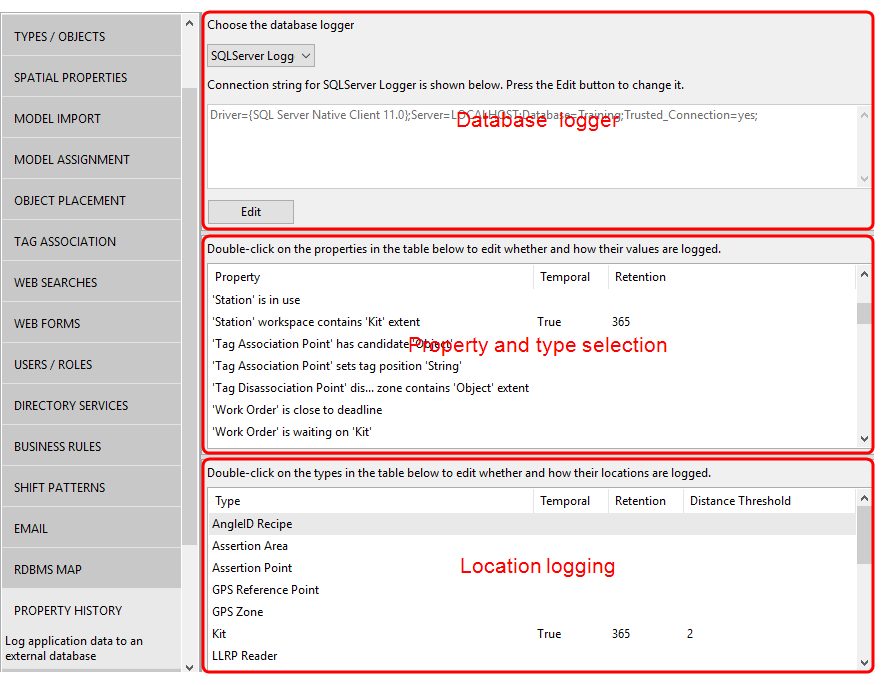 TYPES / OBJECTS
SPATIAL PROPERTIES
MODEL IMPORT
MODEL ASSIGNMENT
OBJECT PLACEMENT
TAG ASSOCIATION
WEB SEARCHES
WEB FORMS
USERS / ROLES
DIRECTORY SERVICES
BUSINESS RULES
SHIFT PATTERNS
EMAIL
RDBMS MAP
PROPERTY HISTORY
Log application data to an
external database
Choose the database logger
SQLServer Logg
Connection string for SQLServer Logger is shown below. Press the Edit button to change it.
Driver={SQL Server Native Client 11.0};Server=LOCALHOST;Database=Training;Trusted_Connection=yes;
Database logger
Edit
Double-click on the properties in the table below to edit whether and how their values are logged.
Property Temporal Retention
'Station' is in use
'Station' workspace contains 'Kit' extent True 365
'Tag Association Point' has candidate 'Object'
Property and type selection
'Tag Association Point' sets tag position 'String'
'Tag Disassociation Point' dis... zone contains 'Object' extent
'Work Order' is close to deadline
'Work Order' is waiting on 'Kit'
Double-click on the types in the table below to edit whether and how their locations are logged.
Type Temporal Retention Distance Threshold
AngleID Recipe
Assertion Area
Assertion Point
Location logging
GPS Reference Point
GPS Zone
Kit True 365 2
LLRP Reader